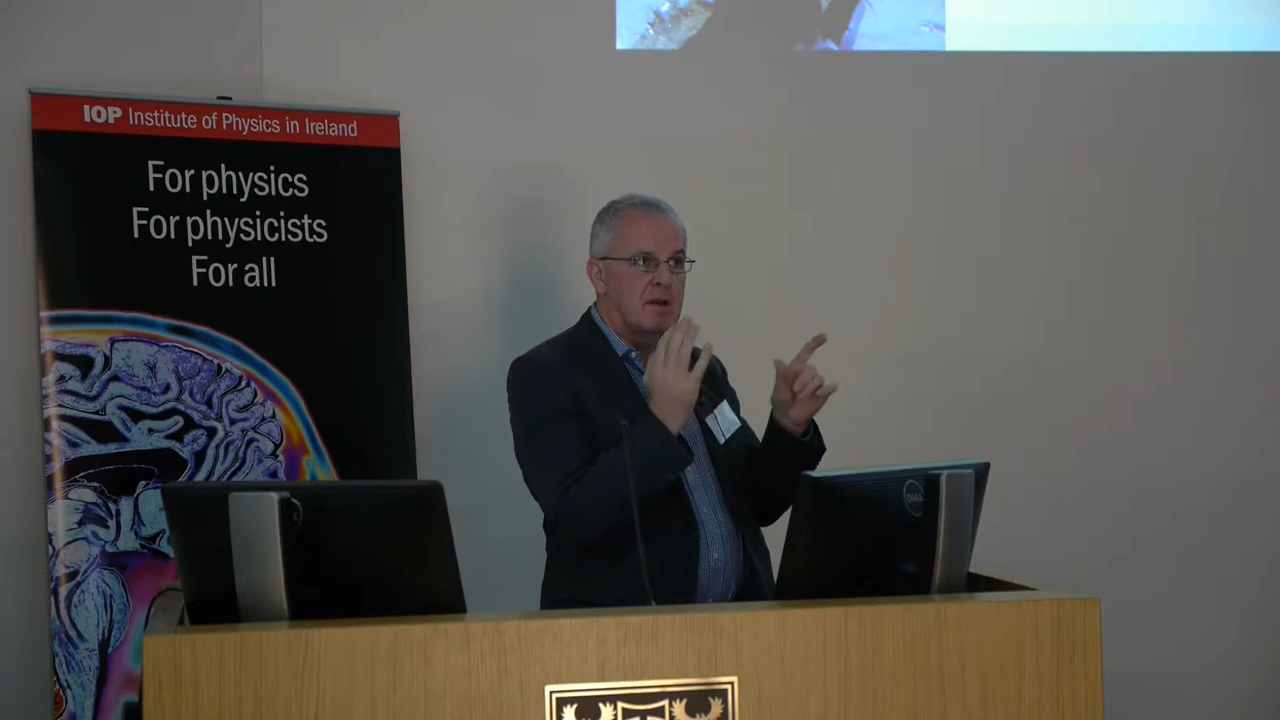 IOP Institute of Physics in Ireland
For physics
For physicists
For all
DELL